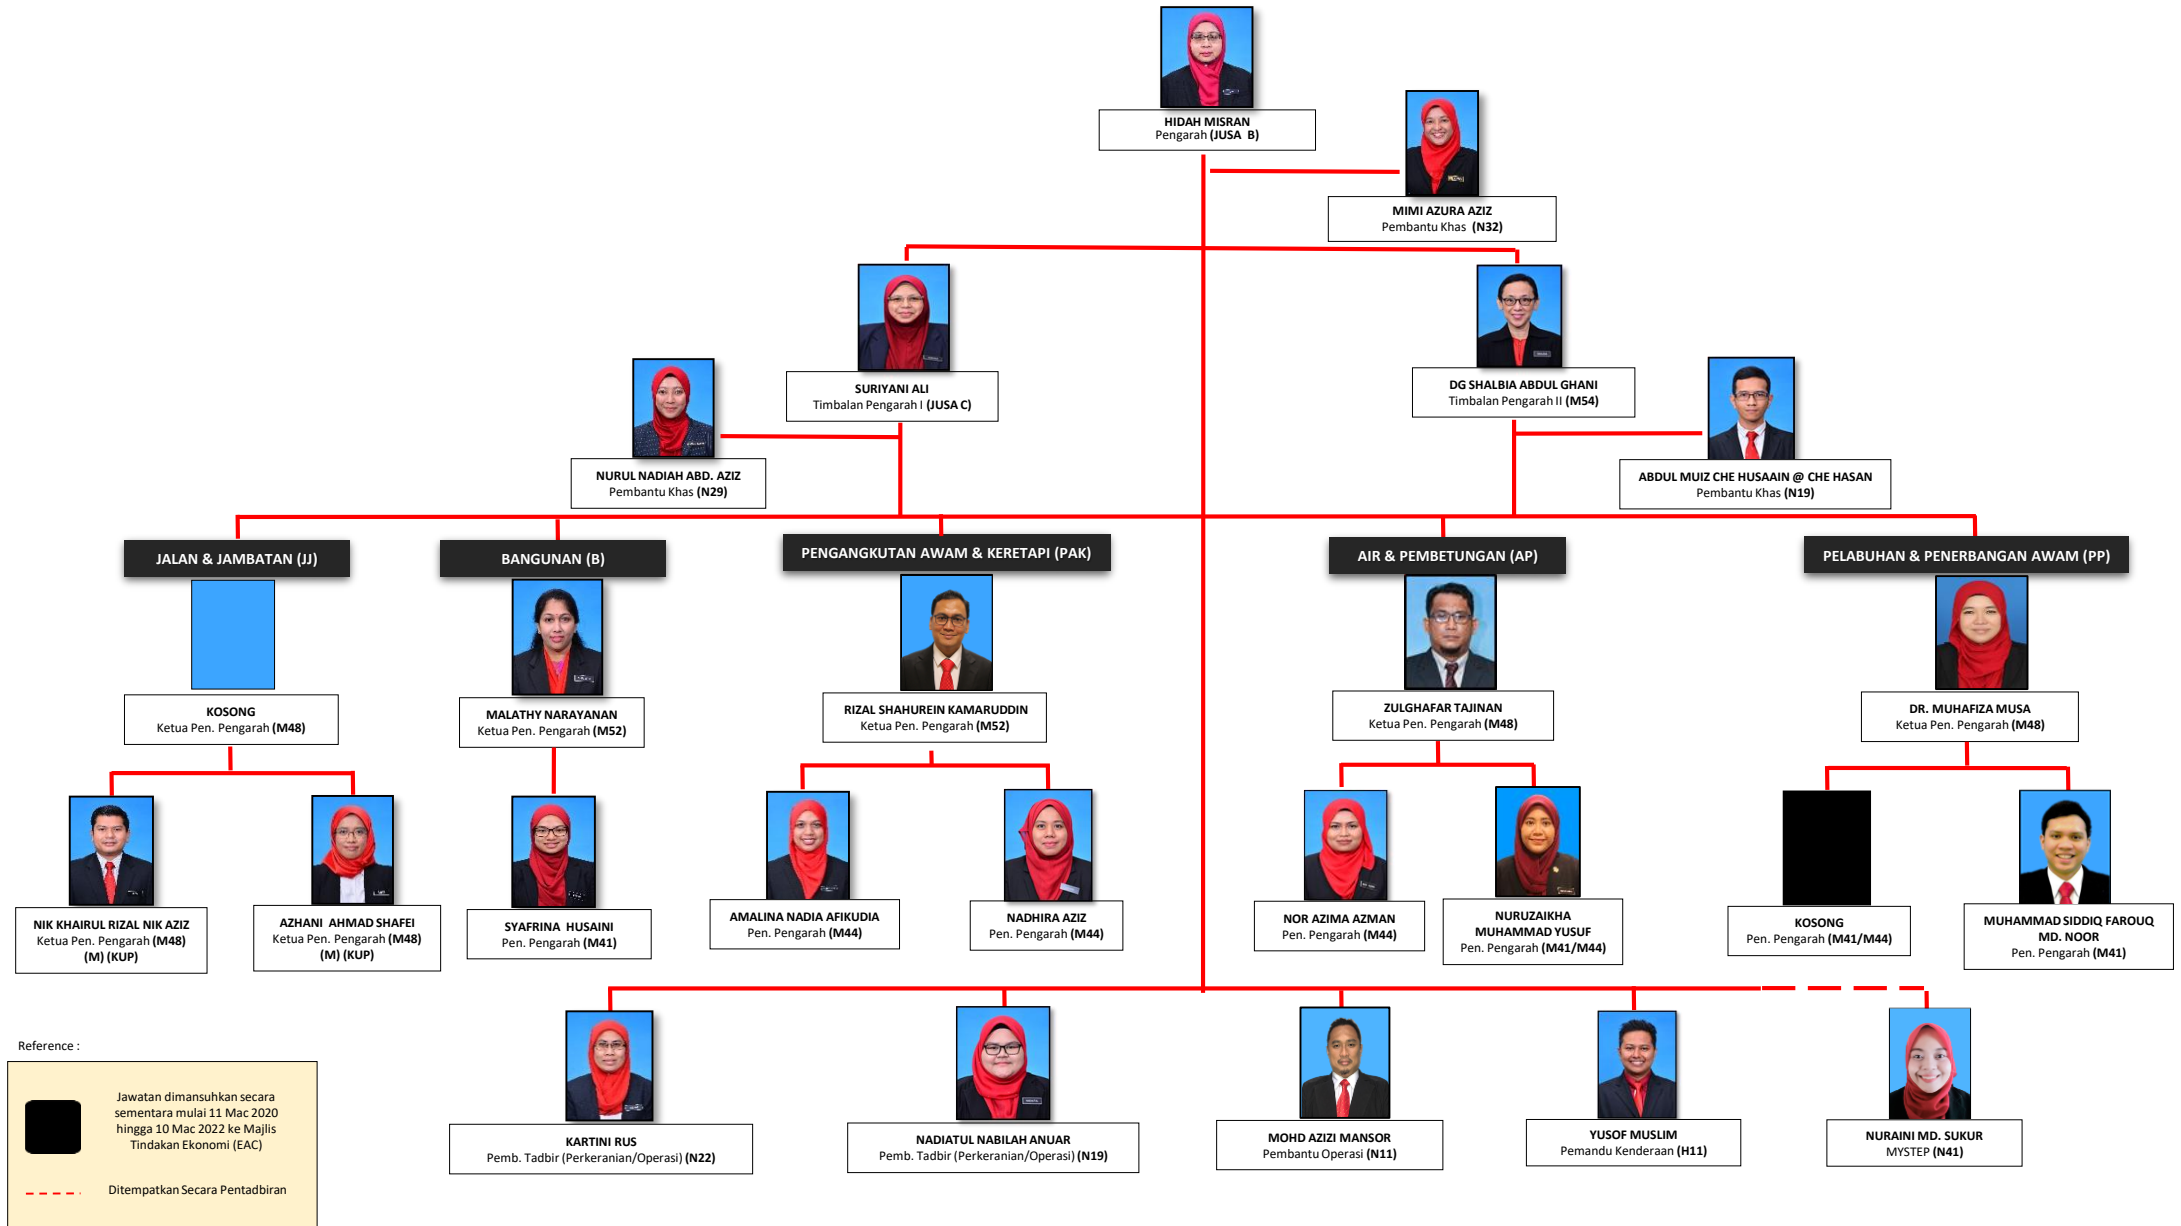 HIDAH MISRAN
Pengarah (JUSA B)
MIMI AZURA AZIZ
Pembantu Khas (N32)
SURIYANI ALI
Timbalan Pengarah I (JUSA C)
DG SHALBIA ABDUL GHANI
Timbalan Pengarah II (M54)
NURUL NADIAH ABD. AZIZ
Pembantu Khas (N29)
ABDUL MUIZ CHE HUSAAIN @ CHE HASAN
Pembantu Khas (N19)
JALAN & JAMBATAN (JJ)
BANGUNAN (B)
PENGANGKUTAN AWAM & KERETAPI (PAK)
AIR & PEMBETUNGAN (AP)
PELABUHAN & PENERBANGAN AWAM (PP)
KOSONG
Ketua Pen. Pengarah (M48)
MALATHY NARAYANAN
Ketua Pen. Pengarah (M52)
RIZAL SHAHUREIN KAMARUDDIN
Ketua Pen. Pengarah (M52)
ZULGHAFAR TAJINAN
Ketua Pen. Pengarah (M48)
DR. MUHAFIZA MUSA
Ketua Pen. Pengarah (M48)
NIK KHAIRUL RIZAL NIK AZIZ
Ketua Pen. Pengarah (M48)
(M) (KUP)
AZHANI AHMAD SHAFEI
Ketua Pen. Pengarah (M48)
(M) (KUP)
SYAFRINA HUSAINI
Pen. Pengarah (M41)
AMALINA NADIA AFIKUDIA
Pen. Pengarah (M44)
NADHIRA AZIZ
Pen. Pengarah (M44)
NOR AZIMA AZMAN
Pen. Pengarah (M44)
NURUZAIKHA
MUHAMMAD YUSUF
Pen. Pengarah (M41/M44)
KOSONG
Pen. Pengarah (M41/M44)
MUHAMMAD SIDDIQ FAROUQ
MD. NOOR
Pen. Pengarah (M41)
KARTINI RUS
Pemb. Tadbir (Perkeranian/Operasi) (N22)
NADIATUL NABILAH ANUAR
Pemb. Tadbir (Perkeranian/Operasi) (N19)
MOHD AZIZI MANSOR
Pembantu Operasi (N11)
YUSOF MUSLIM
Pemandu Kenderaan (H11)
NURAINI MD. SUKUR
MYSTEP (N41)
Reference :
Jawatan dimansuhkan secara
sementara mulai 11 Mac 2020
hingga 10 Mac 2022 ke Majlis
Tindakan Ekonomi (EAC)
Ditempatkan Secara Pentadbiran